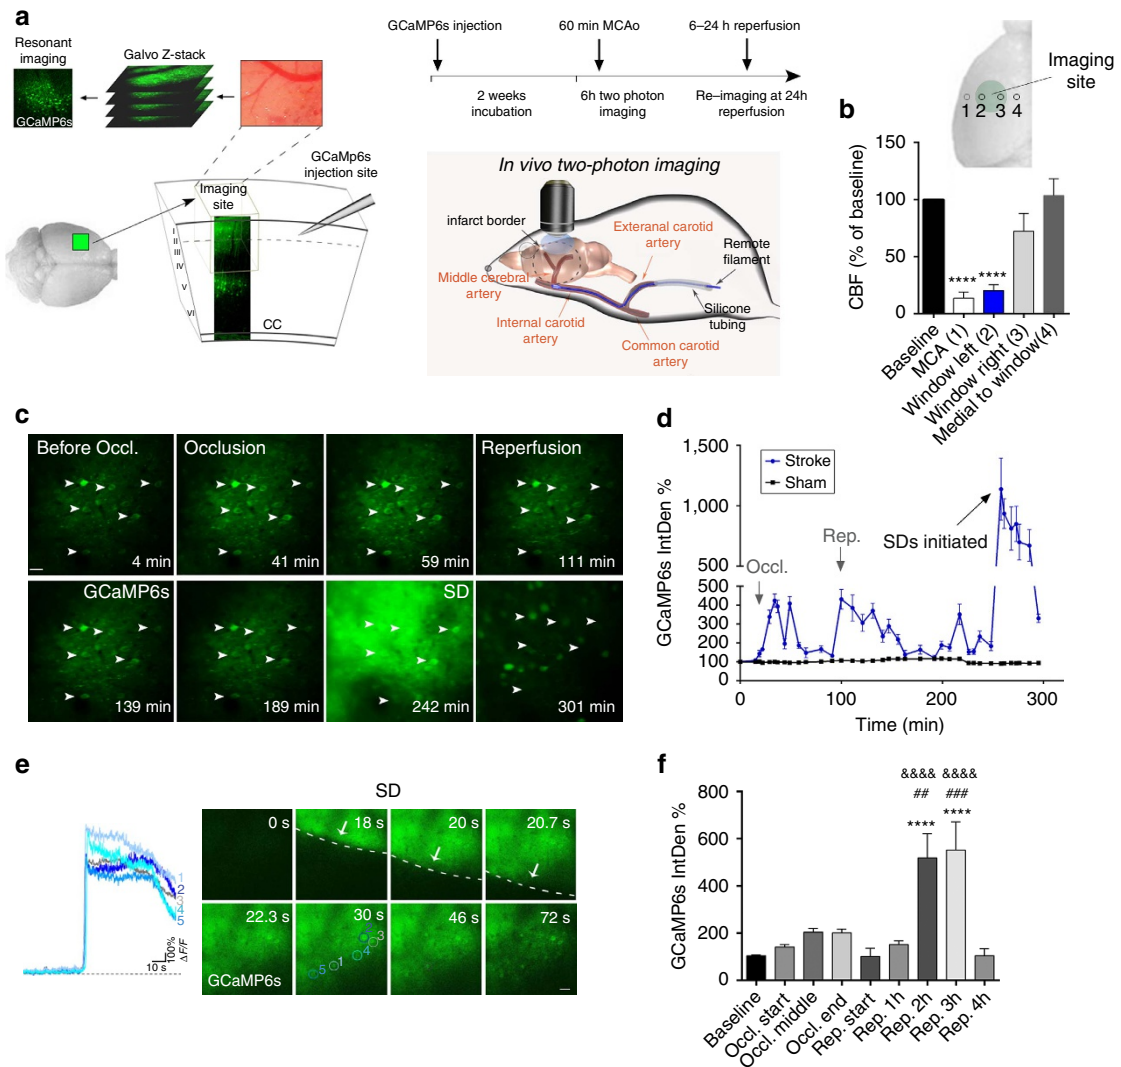 a
Resonant
imaging
Galvo Z-stack
GCaMP6s
GCaMp6s
injection site
Imaging
site
I
II
III
IV
V
VI
CC
GCaMP6s injection
60 min MCAo
6–24 h reperfusion
2 weeks
incubation
6h two photon
imaging
Re–imaging at 24h
reperfusion
In vivo two-photon imaging
infarct border
Exteranal carotid
artery
Remote
filament
Middle cerebral
artery
Internal carotid
artery
Silicone
tubing
Common carotid
artery
b
Imaging
site
1 2 3 4
CBF (% of baseline)
150
100
50
0
**** ****
Baseline
MCA (1)
Window left (2)
Window right (3)
Medial to window(4)
c
Before Occl.
4 min
Occlusion
41 min
59 min
Reperfusion
111 min
GCaMP6s
139 min
189 min
SD
242 min
301 min
d
GCaMP6s IntDen %
1,500
1,000
500
500
400
300
200
100
0
Stroke
Sham
Occl.
Rep.
SDs initiated
0 100 200 300
Time (min)
e
SD
1
2
3
4
5
100%
ΔF/F
10 s
0 s
18 s
20 s
20.7 s
22.3 s
GCaMP6s
30 s
2
3
4
1
5
46 s
72 s
f
GCaMP6s IntDen %
800
600
400
200
0
&&&& &&&&
## ###
**** ****
Baseline
Occl. start
Occl. middle
Occl. end
Rep. start
Rep. 1h
Rep. 2h
Rep. 3h
Rep. 4h